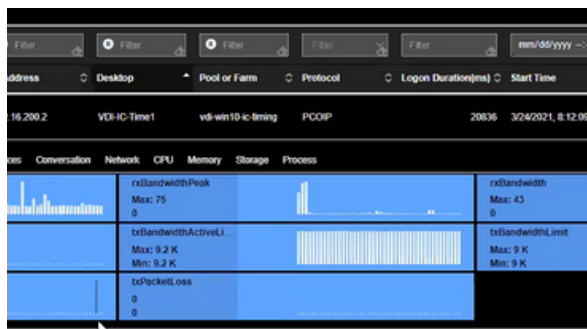 Filter Filter Filter Filter Filter mm/dd/yyyy --:
Address Desktop Pool or Farm Protocol Logon Duration(ms) Start Time
.16.200.2 VDI-IC-Time1 vdi-win10-ic-timing PCOIP 20836 3/24/2021, 8:12:09
ces Conversation Network CPU Memory Storage Process
rxBandwidthPeak rxBandwidth
Max: 75 Max: 43
0 0
txBandwidthActiveLi... txBandwidthLimit
Max: 9.2 K Max: 9 K
Min: 9.2 K Min: 9 K
txPacketLoss
0
0